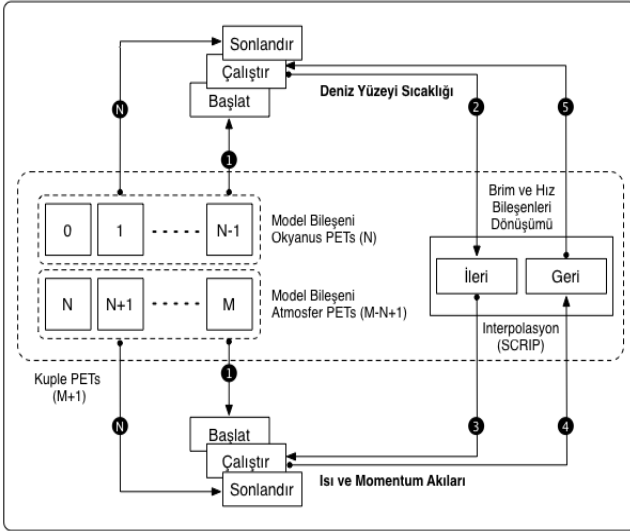 Sonlandır
Çalıştır
Başlat
Deniz Yüzeyi Sıcaklığı
N
1
2
5
0
1
N-1
Model Bileşeni
Okyanus PETs (N)
Brim ve Hız
Bileşenleri
Dönüşümü
İleri
Geri
N
N+1
M
Model Bileşeni
Atmosfer PETs (M-N+1)
Interpolasyon
(SCRIP)
Kuple PETs
(M+1)
1
N
3
4
Başlat
Çalıştır
Sonlandır
Isı ve Momentum Akıları